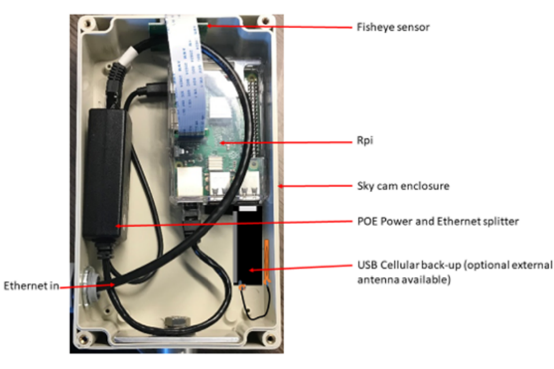 Fisheye sensor
Rpi
Sky cam enclosure
POE Power and Ethernet splitter
USB Cellular back-up (optional external
antenna available)
Ethernet in